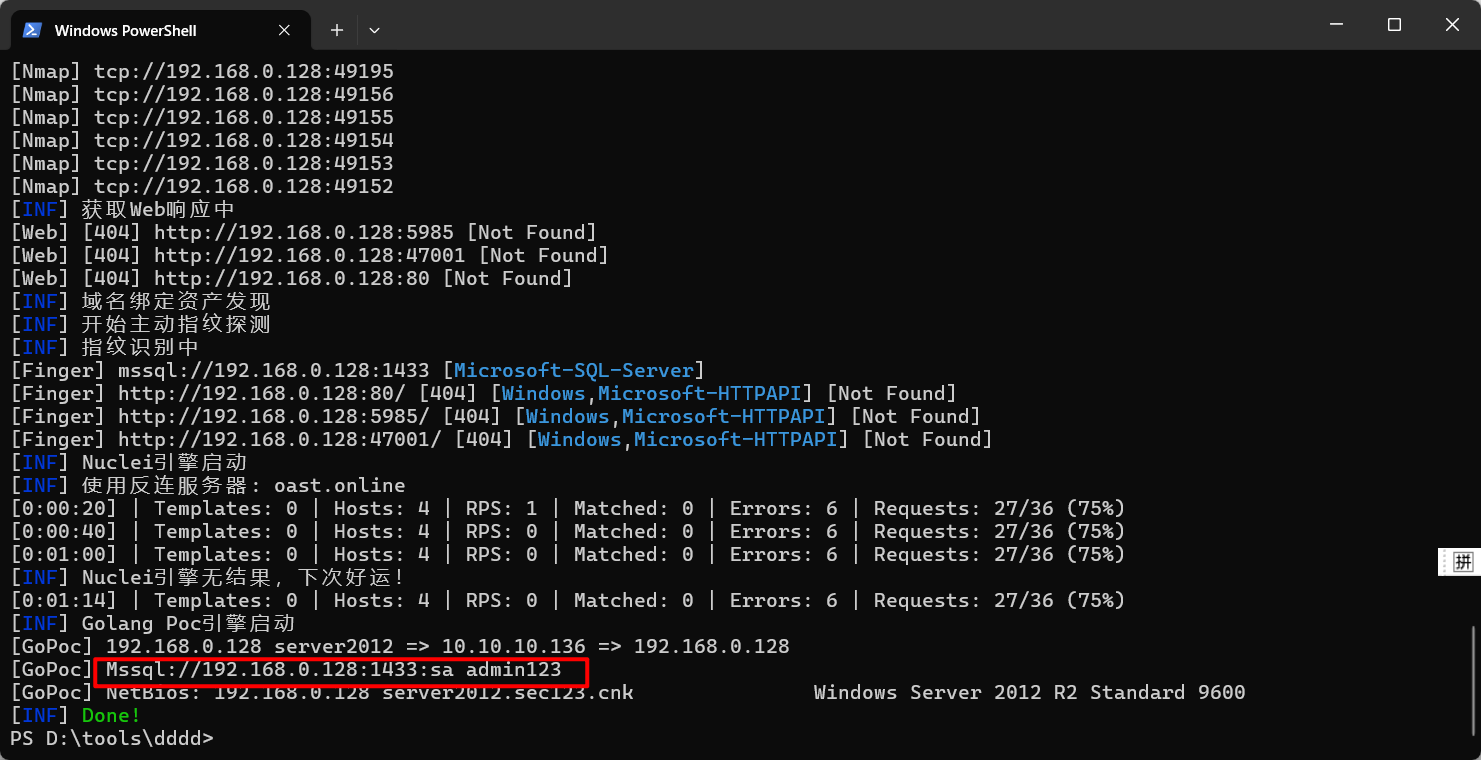 Windows PowerShell
[Nmap] tcp://192.168.0.128:49195
[Nmap] tcp://192.168.0.128:49156
[Nmap] tcp://192.168.0.128:49155
[Nmap] tcp://192.168.0.128:49154
[Nmap] tcp://192.168.0.128:49153
[Nmap] tcp://192.168.0.128:49152
[INF] 获取Web响应中
[Web] [404] http://192.168.0.128:5985 [Not Found]
[Web] [404] http://192.168.0.128:47001 [Not Found]
[Web] [404] http://192.168.0.128:80 [Not Found]
[INF] 域名绑定资产发现
[INF] 开始主动指纹探测
[INF] 指纹识别中
[Finger] mssql://192.168.0.128:1433 [Microsoft-SQL-Server]
[Finger] http://192.168.0.128:80/ [404] [Windows,Microsoft-HTTPAPI] [Not Found]
[Finger] http://192.168.0.128:5985/ [404] [Windows,Microsoft-HTTPAPI] [Not Found]
[Finger] http://192.168.0.128:47001/ [404] [Windows,Microsoft-HTTPAPI] [Not Found]
[INF] Nuclei引擎启动
[INF] 使用反连服务器: oast.online
[0:00:20] | Templates: 0 | Hosts: 4 | RPS: 1 | Matched: 0 | Errors: 6 | Requests: 27/36 (75%)
[0:00:40] | Templates: 0 | Hosts: 4 | RPS: 0 | Matched: 0 | Errors: 6 | Requests: 27/36 (75%)
[0:01:00] | Templates: 0 | Hosts: 4 | RPS: 0 | Matched: 0 | Errors: 6 | Requests: 27/36 (75%)
[INF] Nuclei引擎无结果，下次好运！
[0:01:14] | Templates: 0 | Hosts: 4 | RPS: 0 | Matched: 0 | Errors: 6 | Requests: 27/36 (75%)
[INF] Golang Poc引擎启动
[GoPoc] 192.168.0.128 server2012 => 10.10.10.136 => 192.168.0.128
[GoPoc] Mssql://192.168.0.128:1433:sa admin123
[GoPoc] NetBios: 192.168.0.128 server2012.sec123.cnk Windows Server 2012 R2 Standard 9600
[INF] Done!
PS D:\tools\dddd>
拼